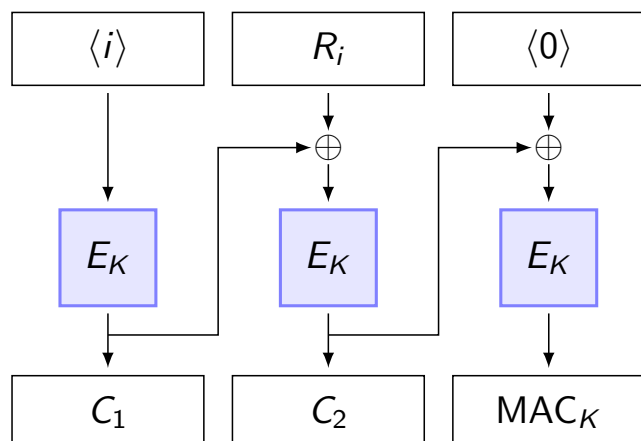 ⟨i⟩ R_i ⟨0⟩
⊕ ⊕
E_K E_K E_K
C_1 C_2 MAC_K